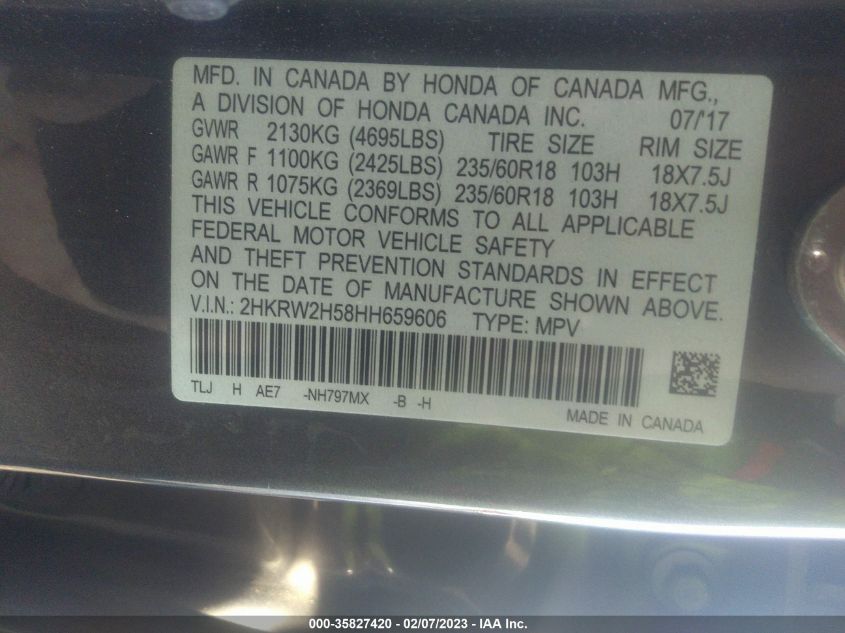 MFD. IN CANADA BY HONDA OF CANADA MFG.,
A DIVISION OF HONDA CANADA INC. 07/'17
GVWR 2130KG (4695LBS) TIRE SIZE RIM SIZE
GAWR F 1100KG (2425LBS) 235/60R18 103H 18X7.5J
GAWR R 1075KG (2369LBS) 235/60R18 103H 18X7.5J
THIS VEHICLE CONFORMS TO ALL APPLICABLE
FEDERAL MOTOR VEHICLE SAFETY
AND THEFT PREVENTION STANDARDS IN EFFECT
ON THE DATE OF MANUFACTURE SHOWN ABOVE.
V.I.N.: 2HKRW2H58HH659606 TYPE: MPV
TLJ H AE7 -NH797MX -B -H
MADE IN CANADA
000-35827420 - 02/07/2023 - IAA Inc.